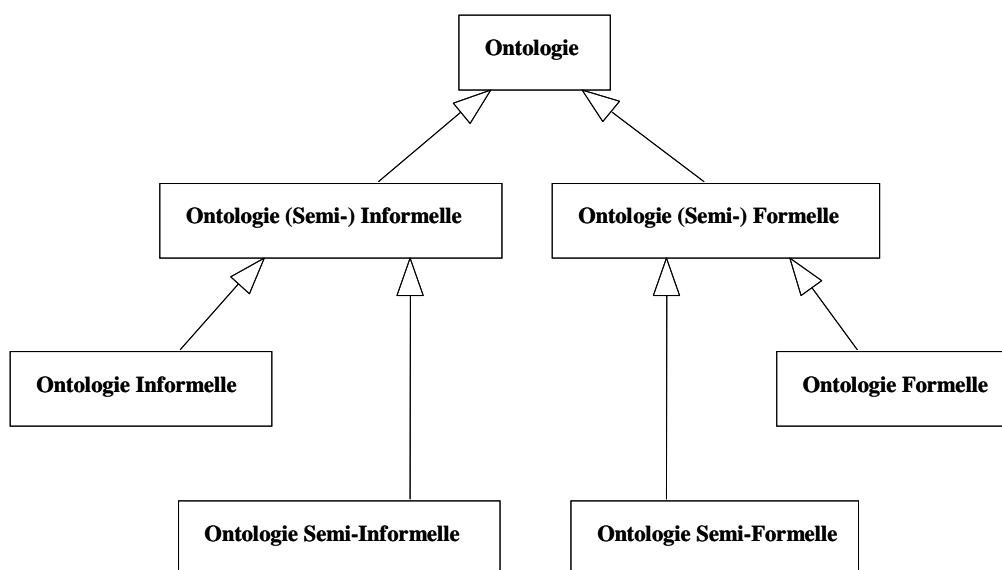 Ontologie
Ontologie (Semi-) Informelle
Ontologie (Semi-) Formelle
Ontologie Informelle
Ontologie Formelle
Ontologie Semi-Informelle
Ontologie Semi-Formelle